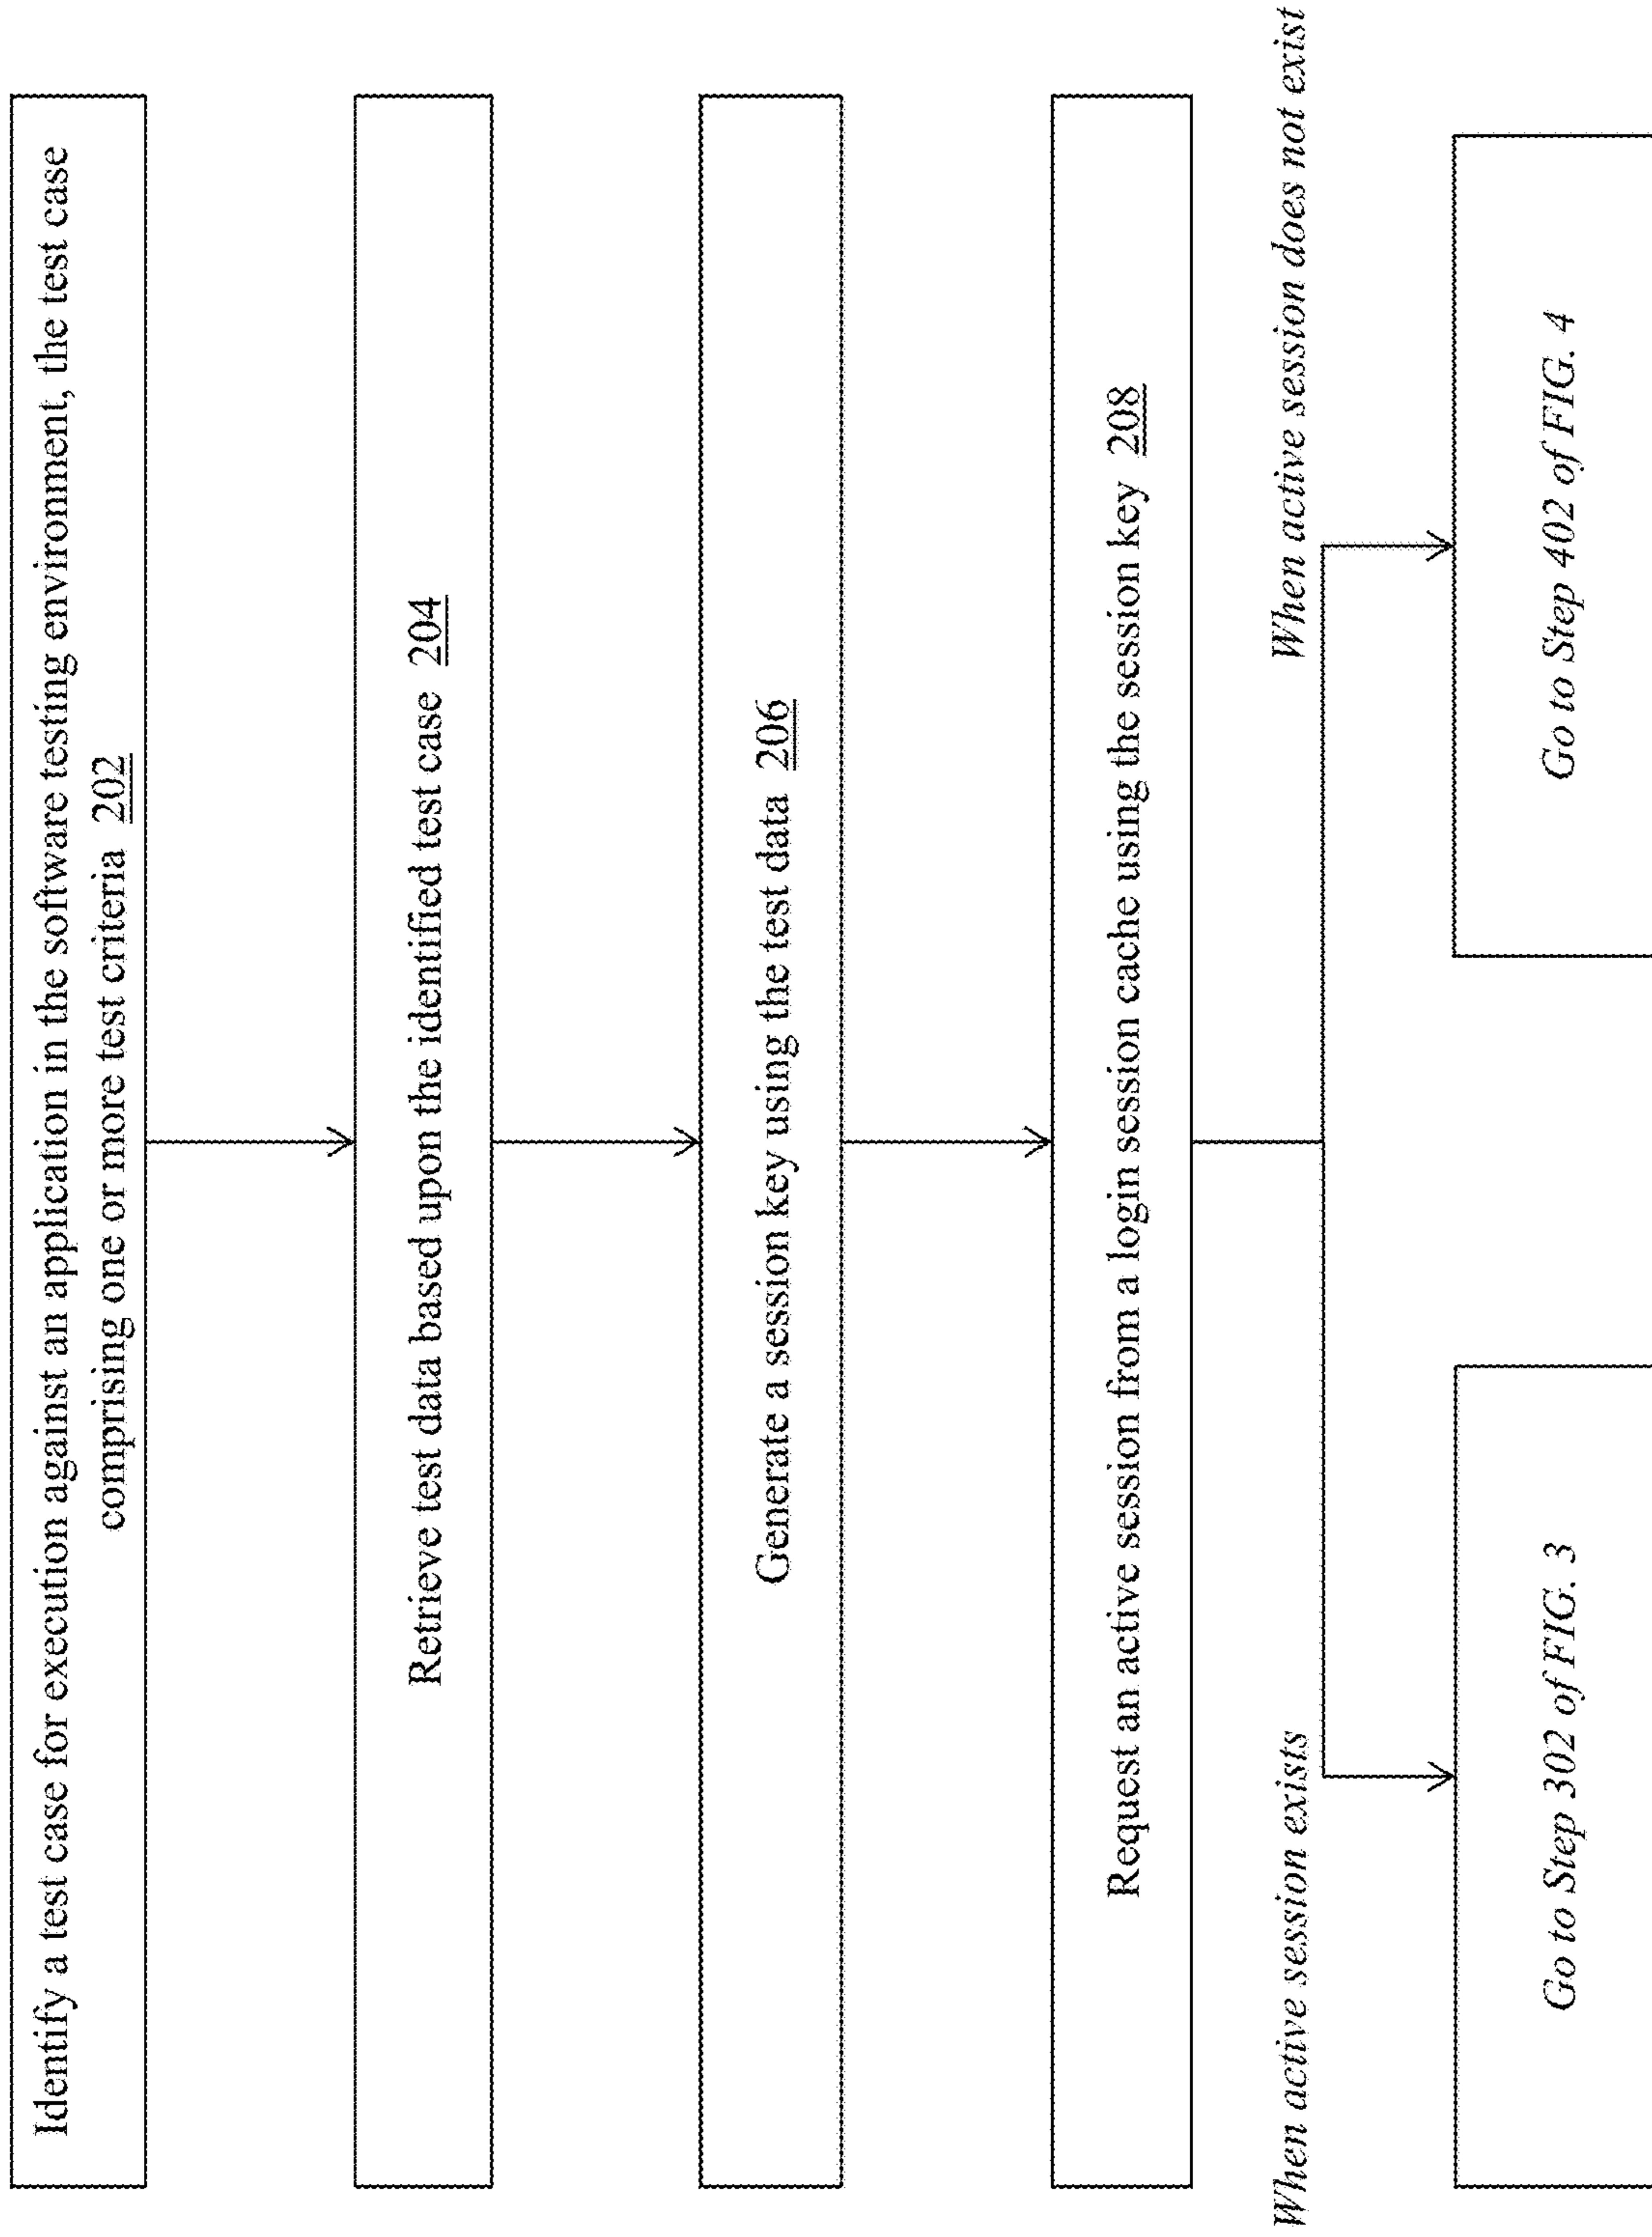 Identify a test case for execution against an application in the software testing environment, the test case
comprising one or more test criteria 202
Retrieve test data based upon the identified test case 204
Generate a session key using the test data 206
Request an active session from a login session cache using the session key 208
When active session exists
When active session does not exist
Go to Step 302 of FIG. 3
Go to Step 402 of FIG. 4